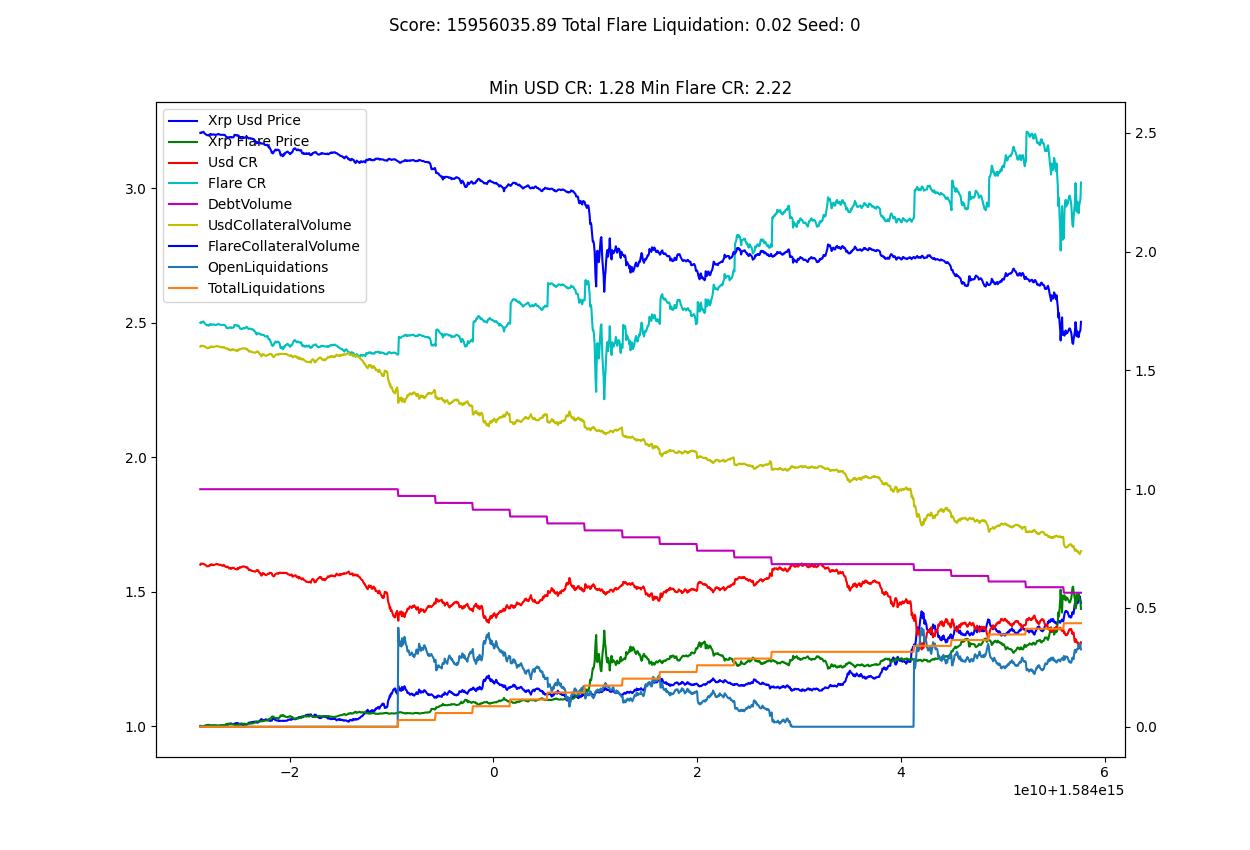 Score: 15956035.89 Total Flare Liquidation: 0.02 Seed: 0
Min USD CR: 1.28 Min Flare CR: 2.22
Xrp Usd Price
Xrp Flare Price
Usd CR
Flare CR
DebtVolume
UsdCollateralVolume
FlareCollateralVolume
OpenLiquidations
TotalLiquidations
3.0
2.5
2.0
1.5
1.0
2.5
2.0
1.5
1.0
0.5
0.0
−2
0
2
4
6
1e10+1.584e15